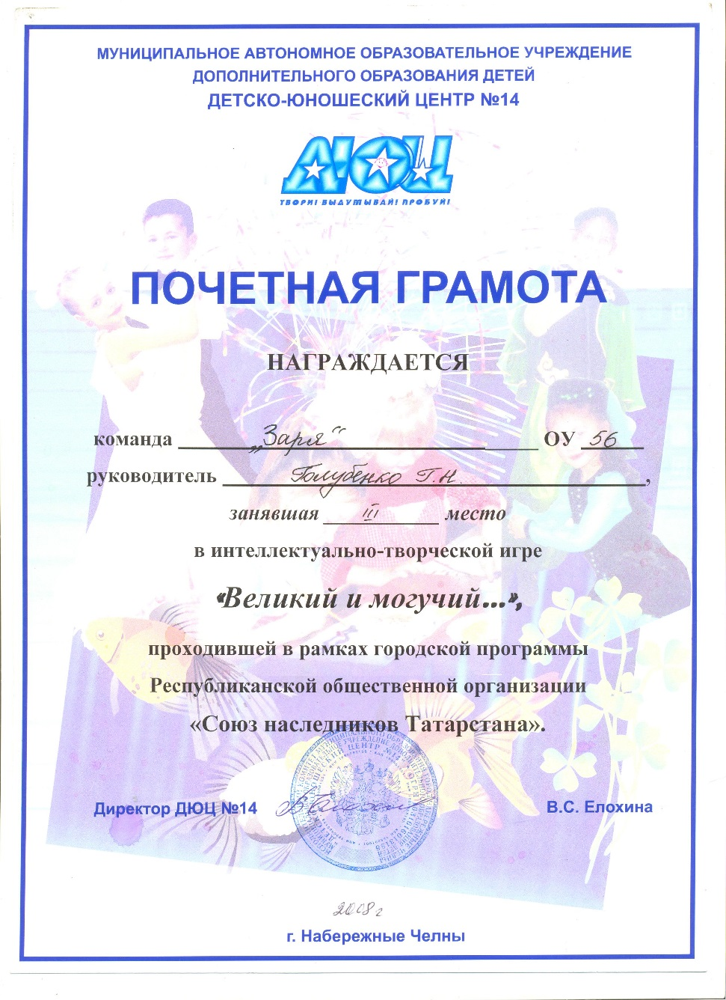 МУНИЦИПАЛЬНОЕ АВТОНОМНОЕ ОБРАЗОВАТЕЛЬНОЕ УЧРЕЖДЕНИЕ
ДОПОЛНИТЕЛЬНОГО ОБРАЗОВАНИЯ ДЕТЕЙ
ДЕТСКО-ЮНОШЕСКИЙ ЦЕНТР №14
ДЮЦ
ТВОРИ! ВЫДУМЫВАЙ! ПРОБУЙ!
ПОЧЕТНАЯ ГРАМОТА
НАГРАЖДАЕТСЯ
команда „Заря“ ОУ 56
руководитель Голубенко Г.Н.,
занявшая III место
в интеллектуально-творческой игре
«Великий и могучий...»,
проходившей в рамках городской программы
Республиканской общественной организации
«Союз наследников Татарстана».
Директор ДЮЦ №14 В.С. Елохина
2008 г
г. Набережные Челны